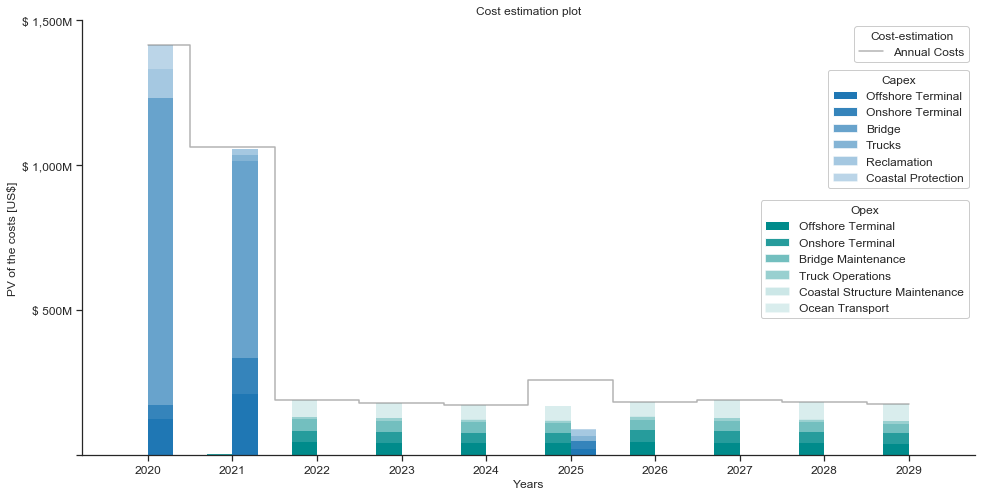 Cost estimation plot
$ 1,500M
$ 1,000M
$ 500M
PV of the costs [US$]
2020 2021 2022 2023 2024 2025 2026 2027 2028 2029
Years
Cost-estimation
Annual Costs
Capex
Offshore Terminal
Onshore Terminal
Bridge
Trucks
Reclamation
Coastal Protection
Opex
Offshore Terminal
Onshore Terminal
Bridge Maintenance
Truck Operations
Coastal Structure Maintenance
Ocean Transport